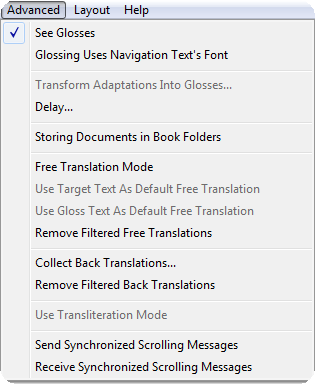 Advanced Layout Help
See Glosses
Glossing Uses Navigation Text's Font
Transform Adaptations Into Glosses...
Delay...
Storing Documents in Book Folders
Free Translation Mode
Use Target Text As Default Free Translation
Use Gloss Text As Default Free Translation
Remove Filtered Free Translations
Collect Back Translations...
Remove Filtered Back Translations
Use Transliteration Mode
Send Synchronized Scrolling Messages
Receive Synchronized Scrolling Messages